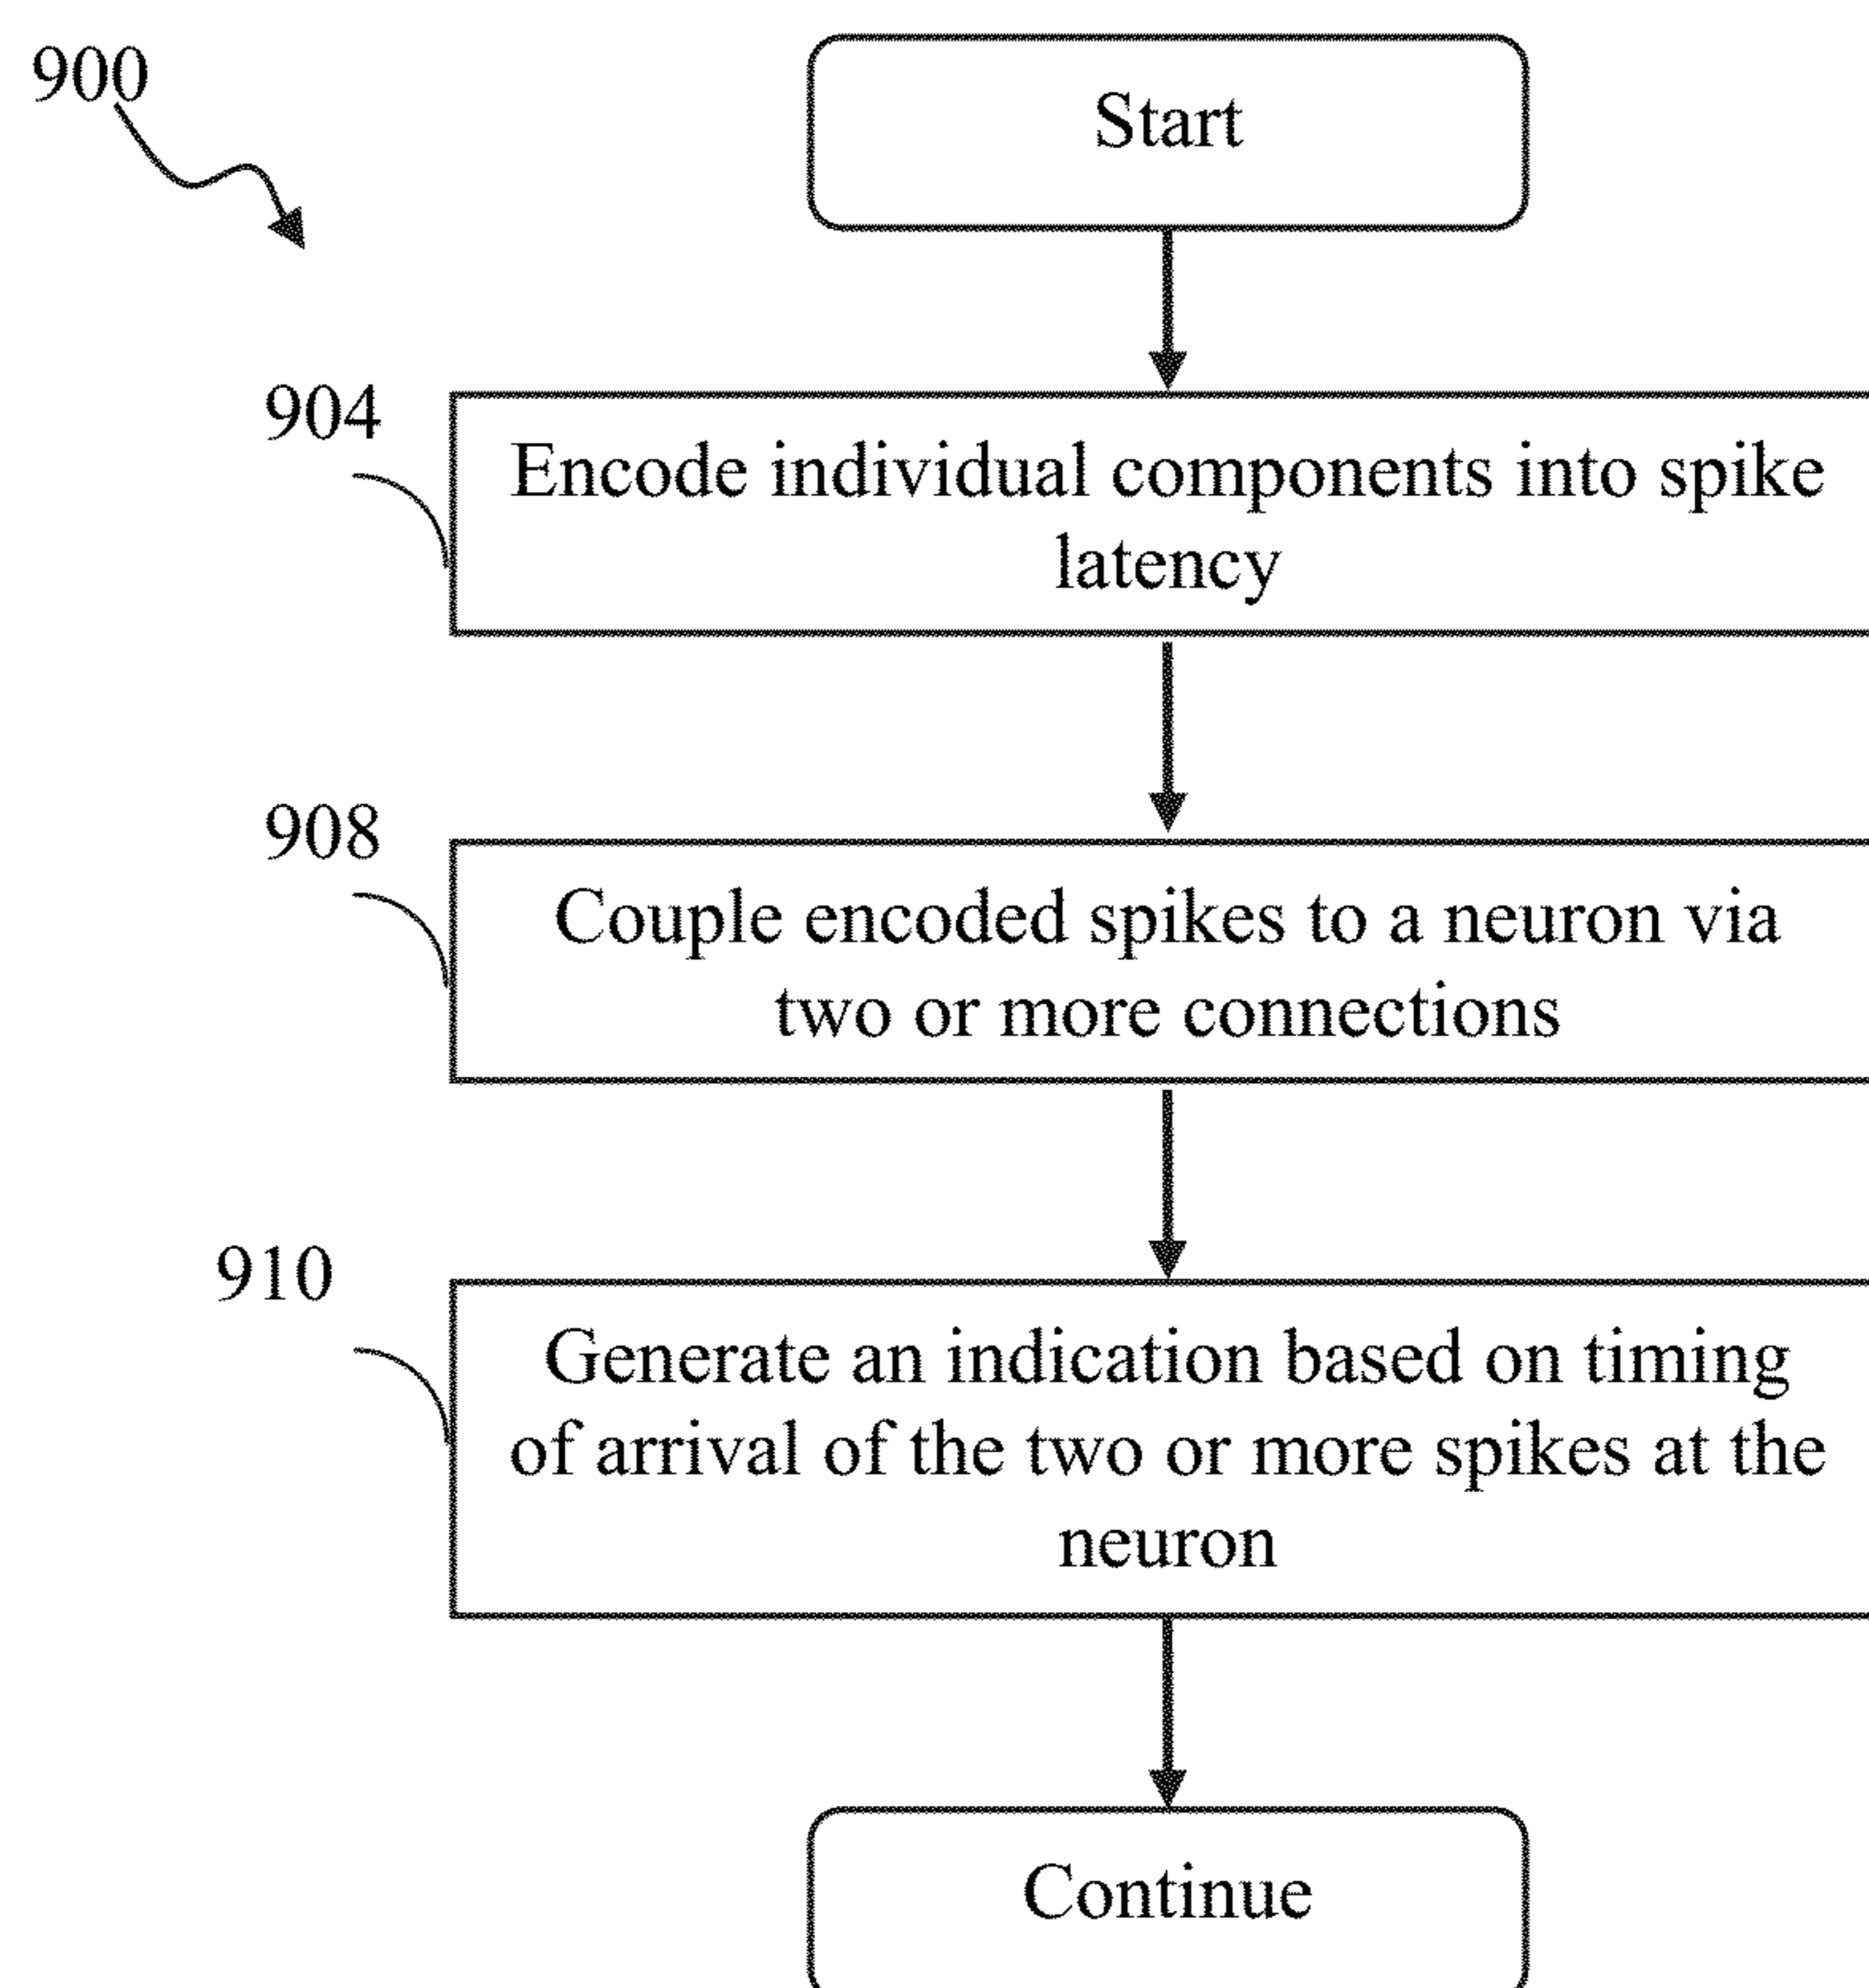 900
Start
904
Encode individual components into spike
latency
908
Couple encoded spikes to a neuron via
two or more connections
910
Generate an indication based on timing
of arrival of the two or more spikes at the
neuron
Continue